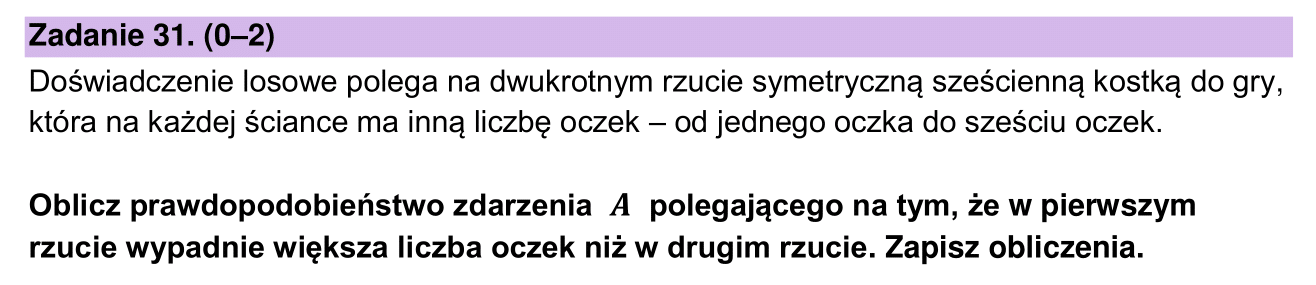 Zadanie 31. (0–2)
Doświadczenie losowe polega na dwukrotnym rzucie symetryczną sześcienną kostką do gry,
która na każdej ściance ma inną liczbę oczek – od jednego oczka do sześciu oczek.
Oblicz prawdopodobieństwo zdarzenia A polegającego na tym, że w pierwszym
rzucie wypadnie większa liczba oczek niż w drugim rzucie. Zapisz obliczenia.